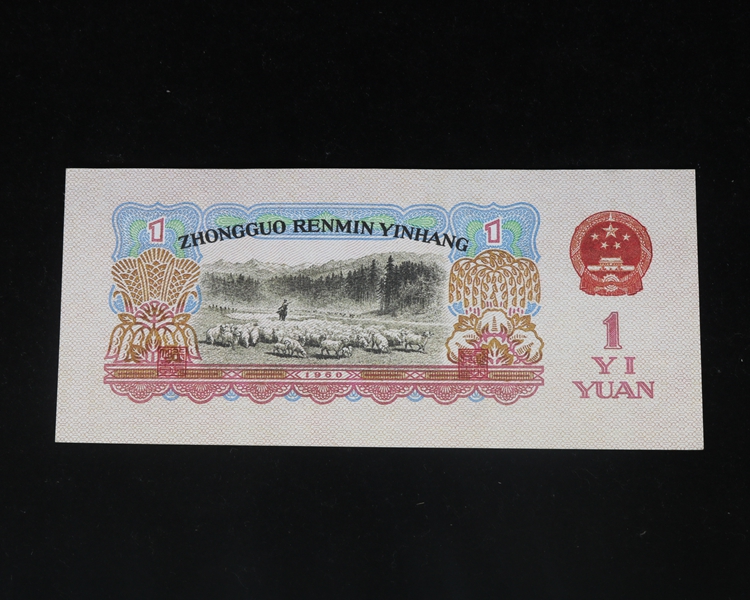 1
ZHONGGUO RENMIN YINHANG
1
1960
1
YI
YUAN